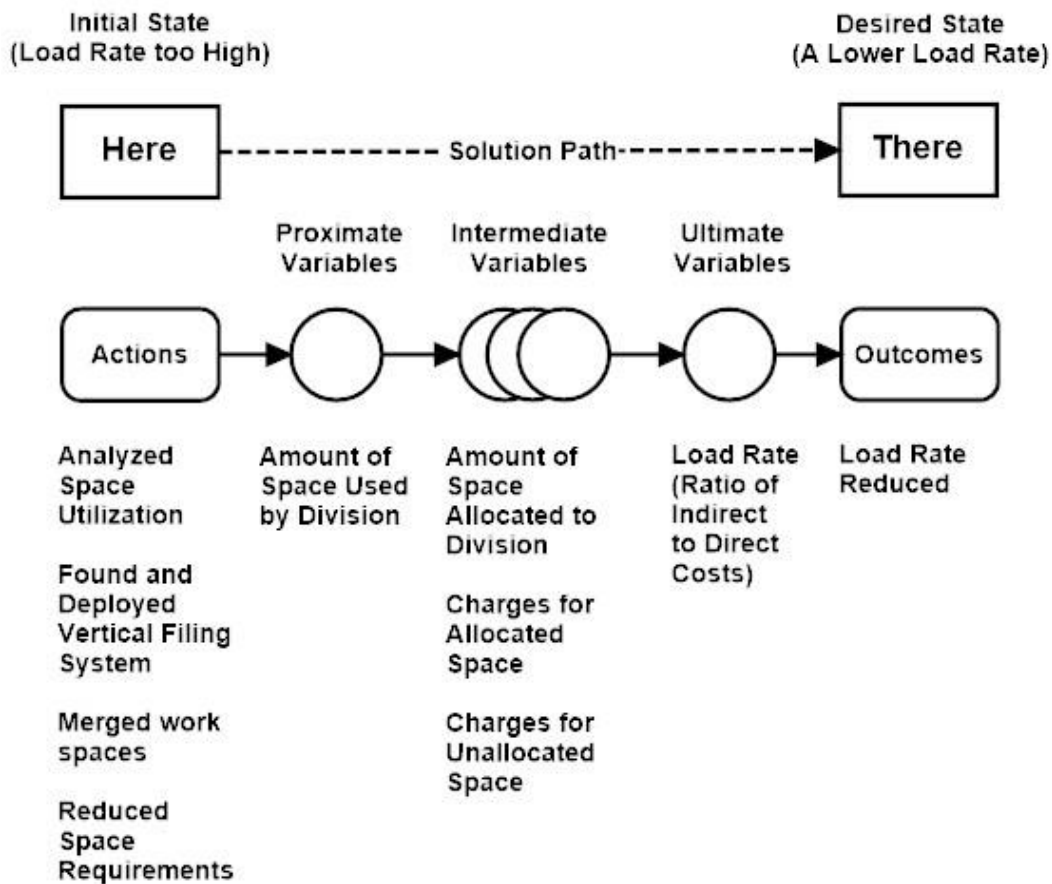 Initial State
(Load Rate too High)
Desired State
(A Lower Load Rate)
Here
Solution Path
There
Proximate
Variables
Intermediate
Variables
Ultimate
Variables
Actions
Outcomes
Analyzed
Space
Utilization
Found and
Deployed
Vertical Filing
System
Merged work
spaces
Reduced
Space
Requirements
Amount of
Space Used
by Division
Amount of
Space
Allocated to
Division
Charges for
Allocated
Space
Charges for
Unallocated
Space
Load Rate
(Ratio of
Indirect
to Direct
Costs)
Load Rate
Reduced